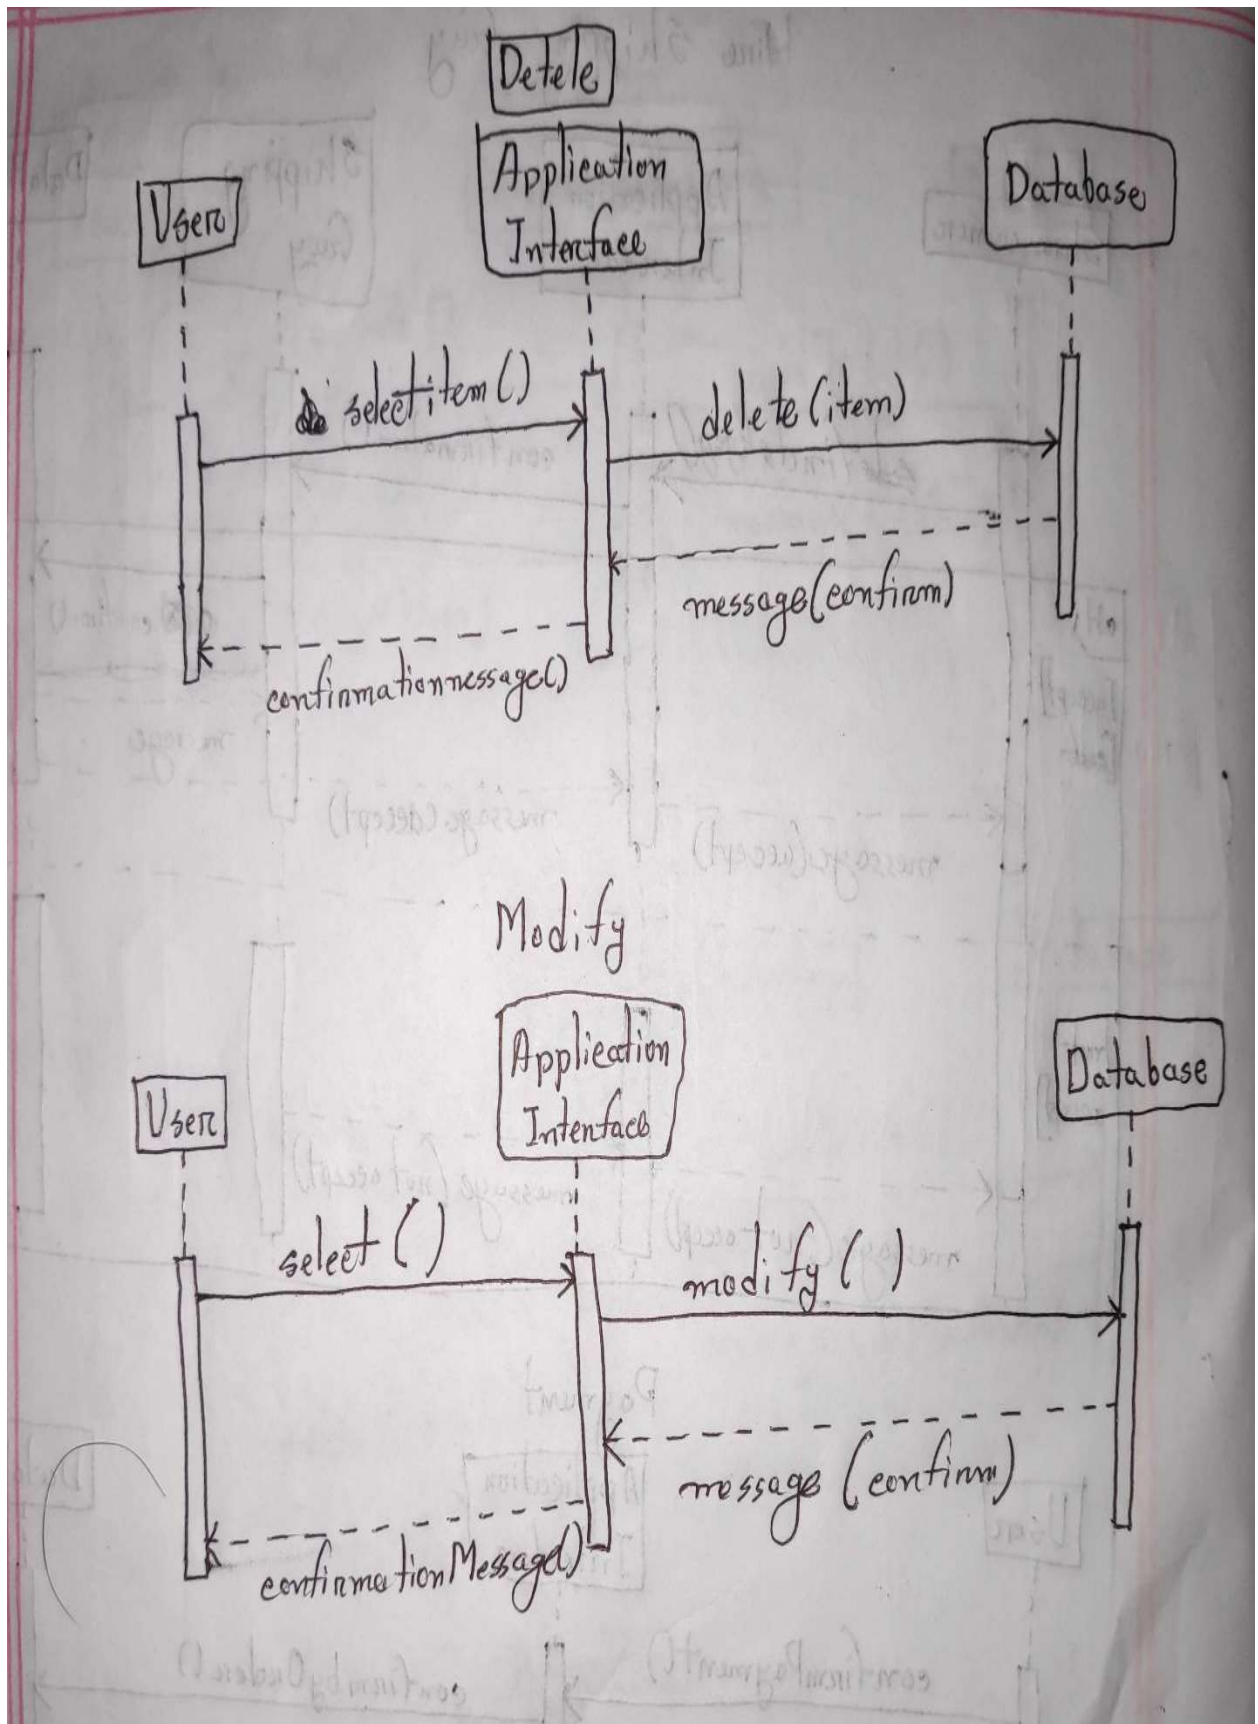 Detele
Application
Interface
User
Database
selectitem()
delete(item)
message(confirm)
confirmationmessage()
Modify
Application
Interface
User
Database
select()
modify()
message (confirm)
confirmationMessage()